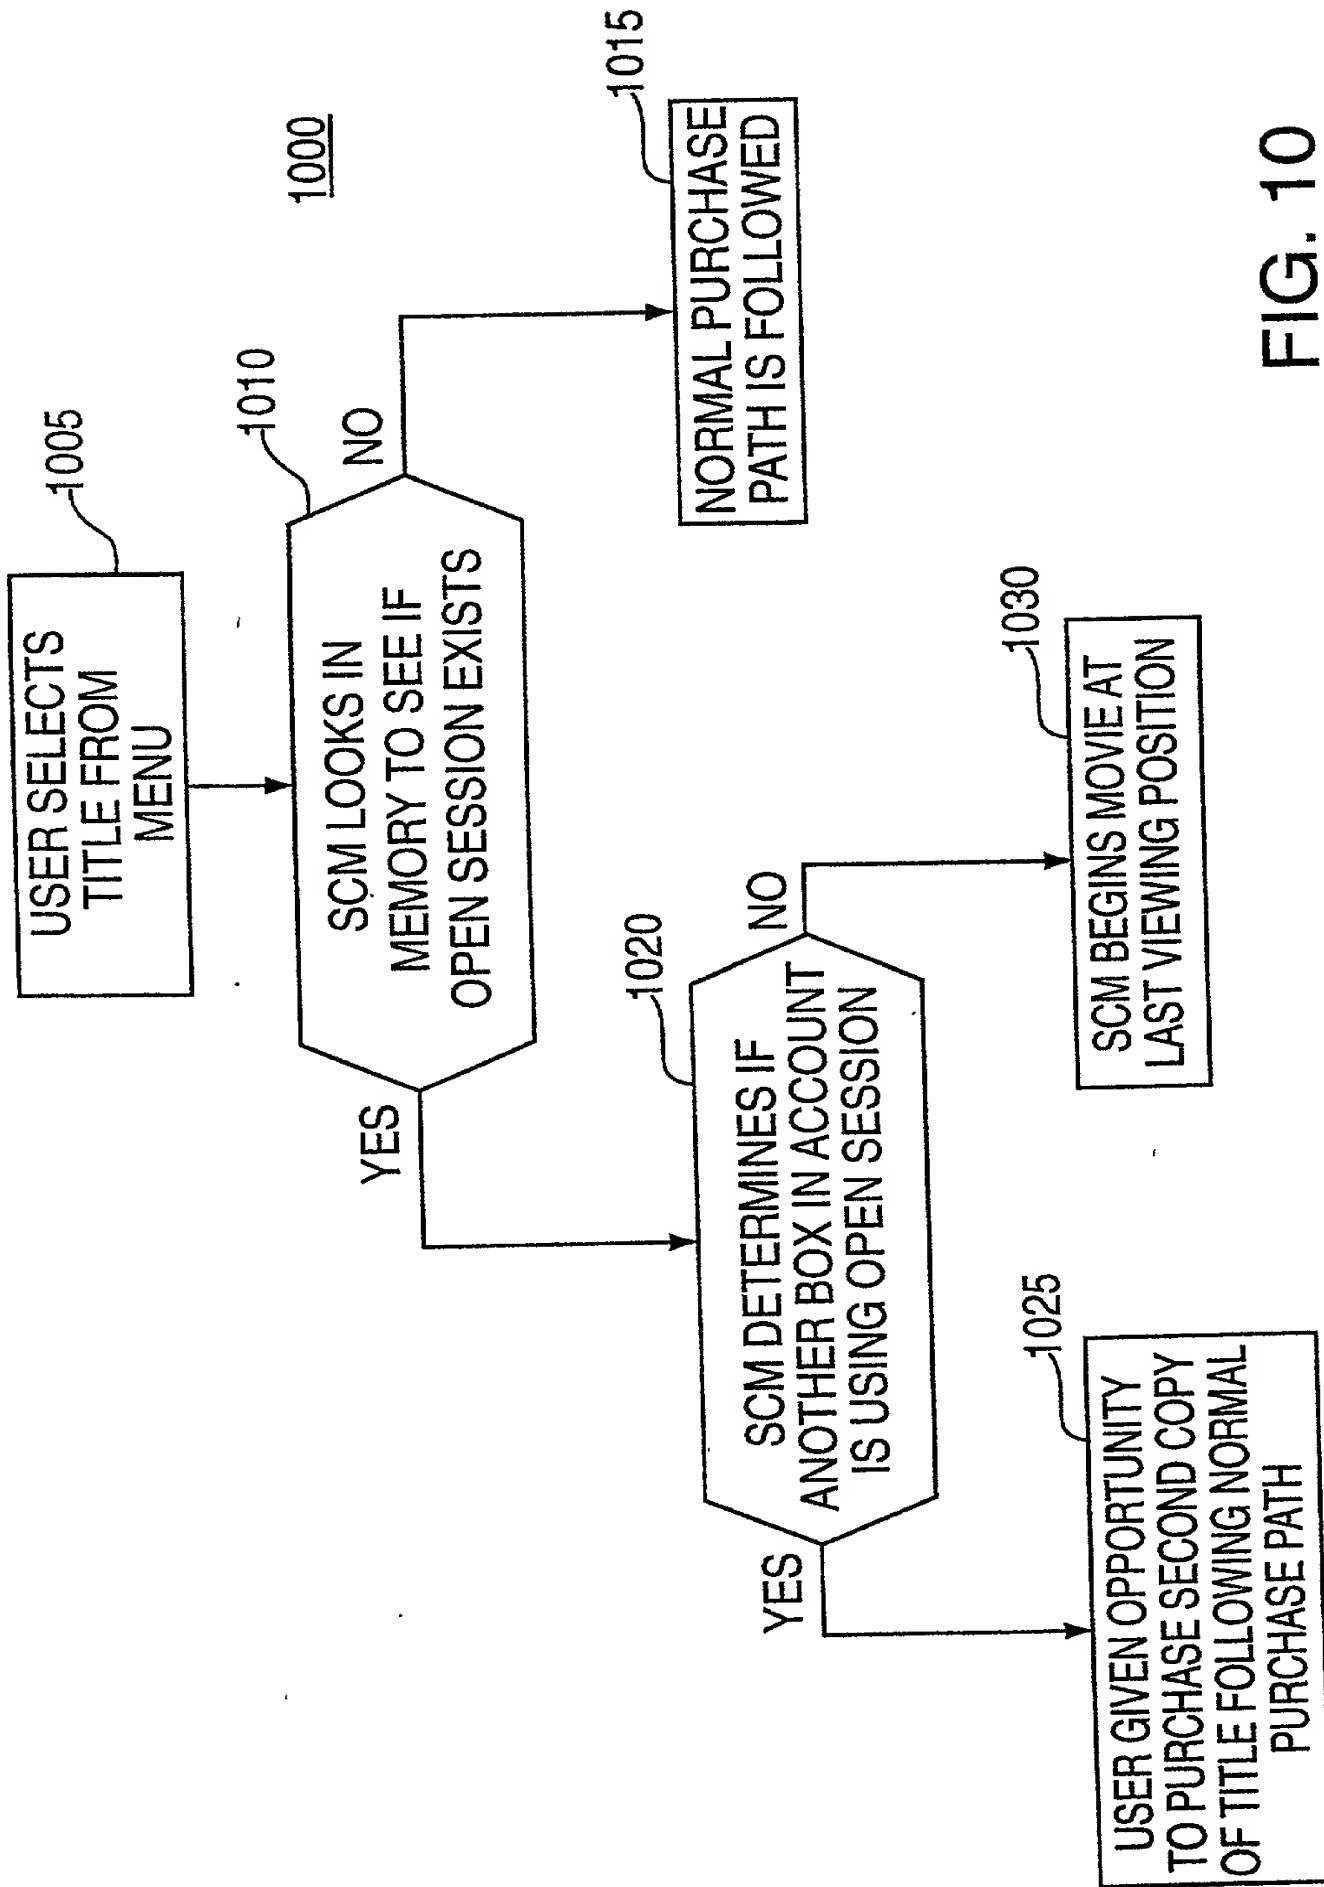 1000
1005
USER SELECTS
TITLE FROM
MENU
1010
SCM LOOKS IN
MEMORY TO SEE IF
OPEN SESSION EXISTS
YES
NO
1015
NORMAL PURCHASE
PATH IS FOLLOWED
1020
SCM DETERMINES IF
ANOTHER BOX IN ACCOUNT
IS USING OPEN SESSION
YES
NO
1025
USER GIVEN OPPORTUNITY
TO PURCHASE SECOND COPY
OF TITLE FOLLOWING NORMAL
PURCHASE PATH
1030
SCM BEGINS MOVIE AT
LAST VIEWING POSITION
FIG. 10